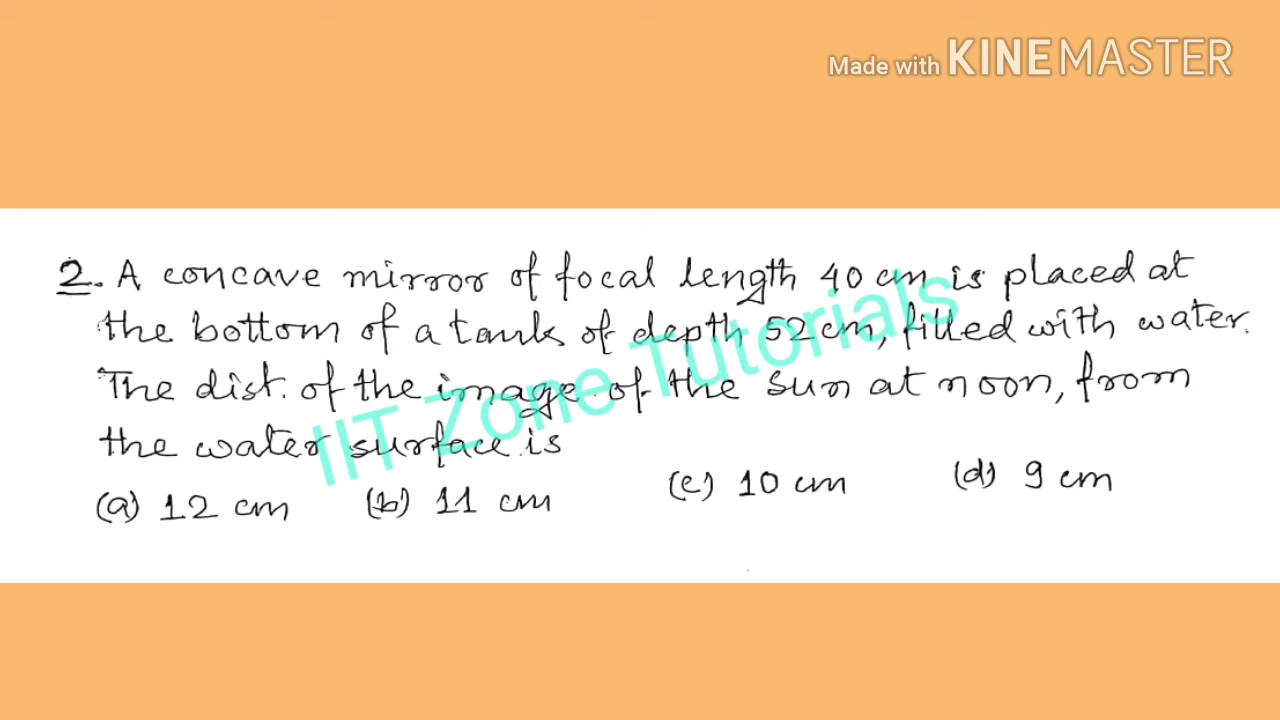 Made with KINEMASTER
2. A concave mirror of focal length 40 cm is placed at
the bottom of a tank of depth 52 cm, filled with water.
The dist. of the image of the sun at noon, from
the water surface is
(a) 12 cm (b) 11 cm (c) 10 cm (d) 9 cm
IIT Zone Tutorials